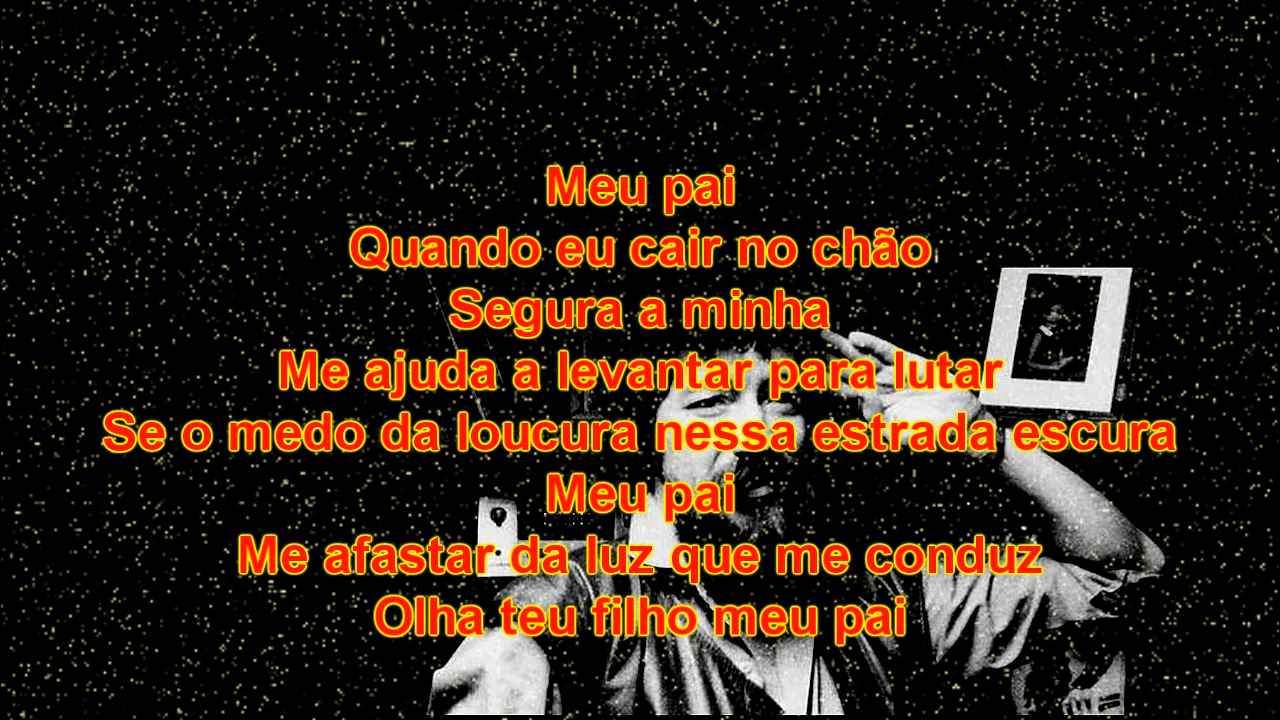 Meu pai
Quando eu cair no chão
Segura a minha
Me ajuda a levantar para lutar
Se o medo da loucura nessa estrada escura
Meu pai
Me afastar da luz que me conduz
Olha teu filho meu pai